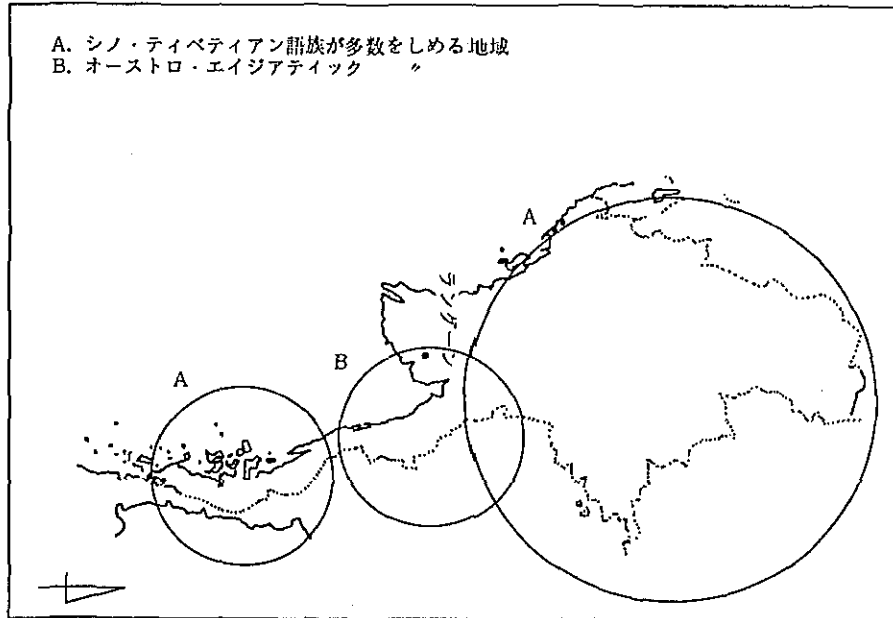 A. シノ・ティベティアン語族が多数をしめる地域
B. オーストロ・エイジアティック 〃
A
ラングーン
B
A